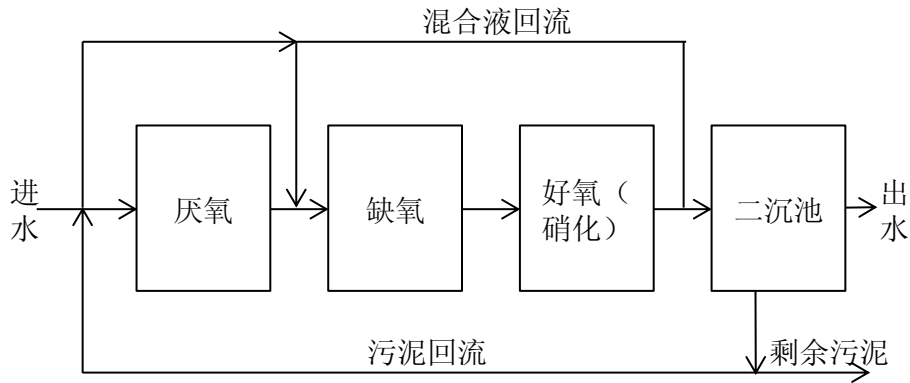 混合液回流
进
水
厌氧
缺氧
好氧（
硝化）
二沉池
出
水
污泥回流
剩余污泥